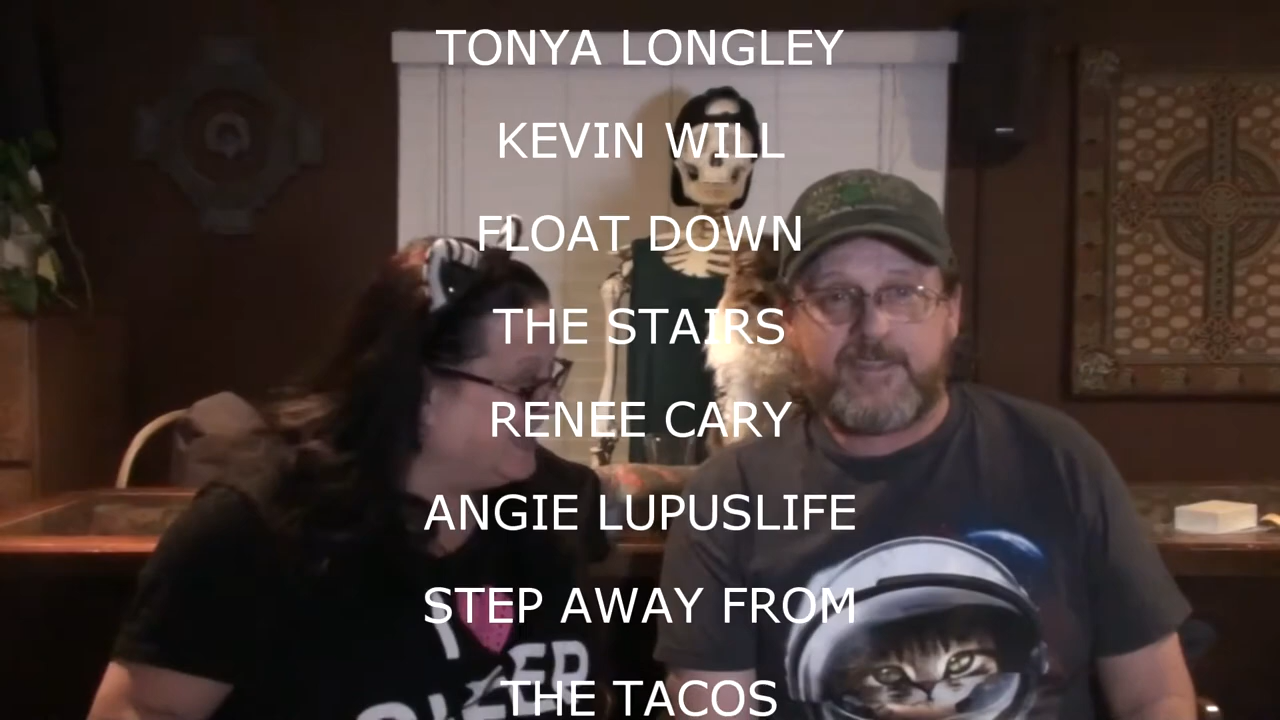 TONYA LONGLEY
KEVIN WILL
FLOAT DOWN
THE STAIRS
RENEE CARY
ANGIE LUPUSLIFE
STEP AWAY FROM
THE TACOS
I